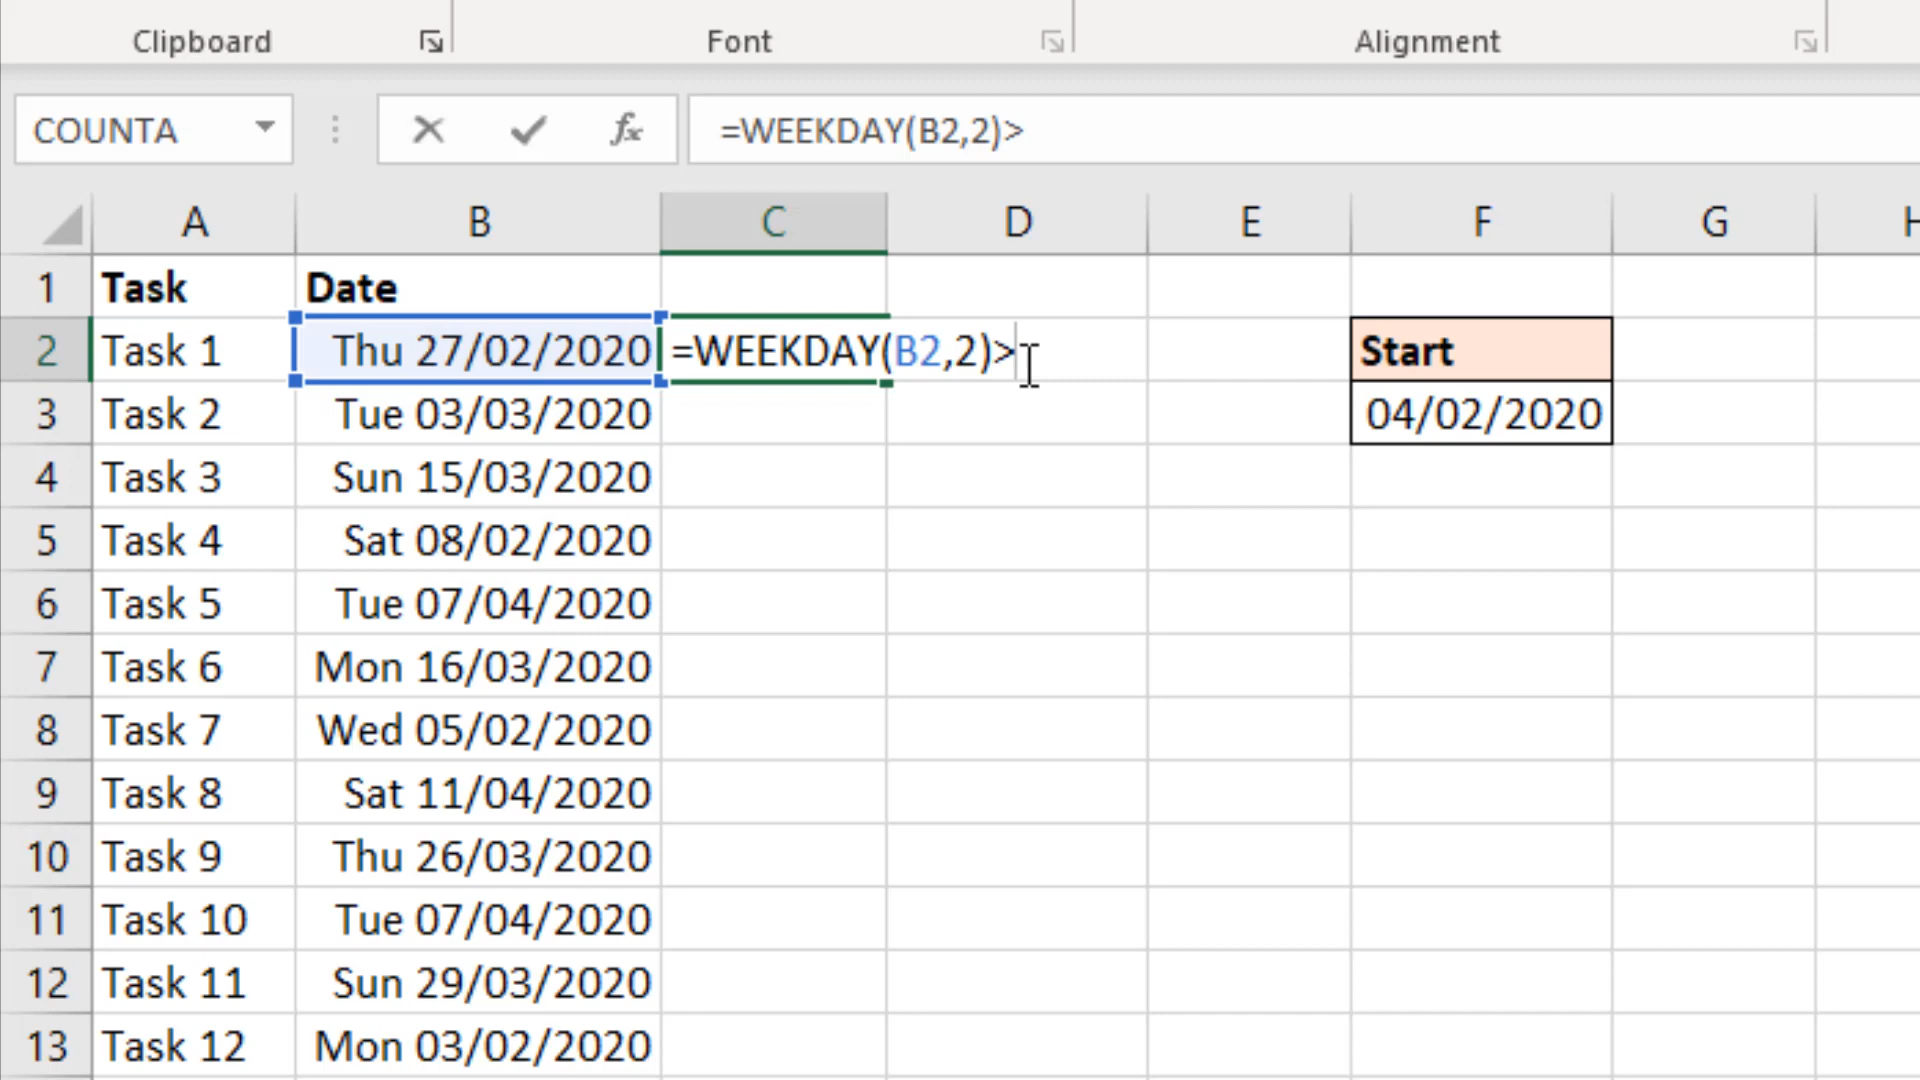 Clipboard Font Alignment
COUNTA fx =WEEKDAY(B2,2)>
A B C D E F G H
1 Task Date
2 Task 1 Thu 27/02/2020 =WEEKDAY(B2,2)> Start
3 Task 2 Tue 03/03/2020 04/02/2020
4 Task 3 Sun 15/03/2020
5 Task 4 Sat 08/02/2020
6 Task 5 Tue 07/04/2020
7 Task 6 Mon 16/03/2020
8 Task 7 Wed 05/02/2020
9 Task 8 Sat 11/04/2020
10 Task 9 Thu 26/03/2020
11 Task 10 Tue 07/04/2020
12 Task 11 Sun 29/03/2020
13 Task 12 Mon 03/02/2020